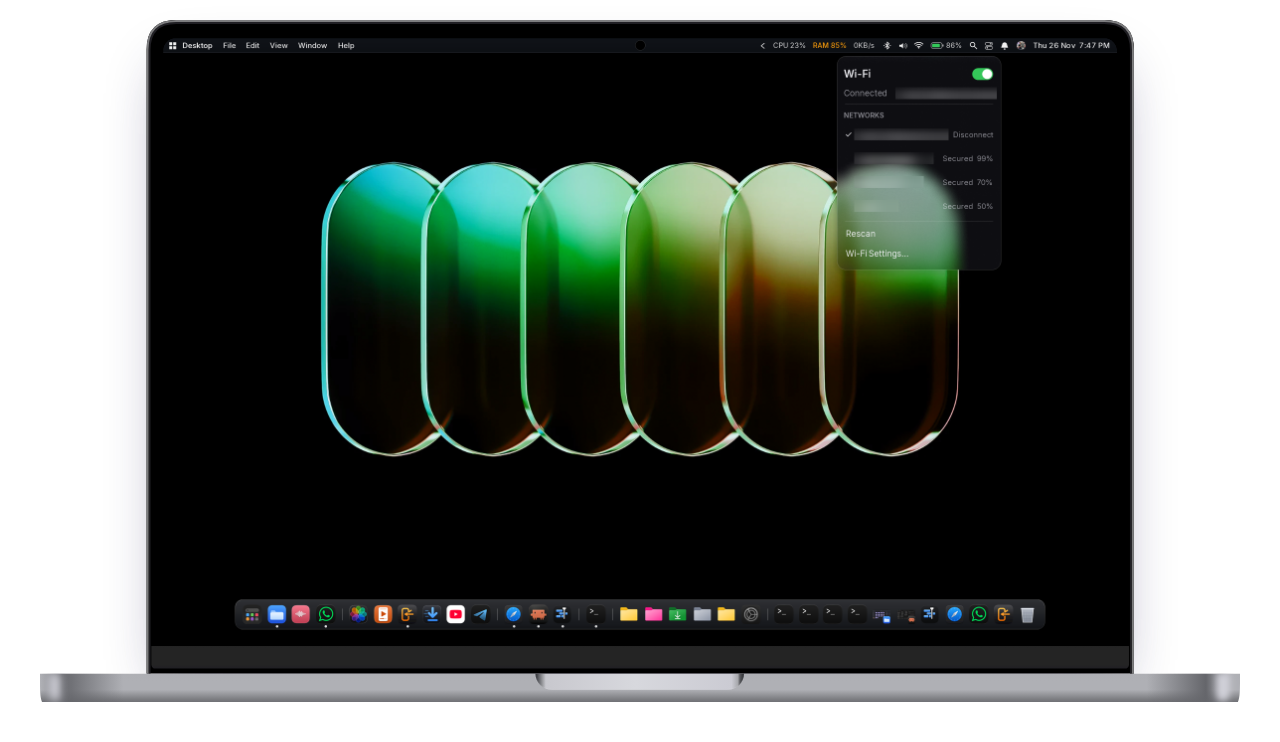 Desktop File Edit View Window Help
CPU 23% RAM 85% 0KB/s 86% Thu 26 Nov 7:47 PM
Wi-Fi
Connected
NETWORKS
Disconnect
Secured 99%
Secured 70%
Secured 50%
Rescan
Wi-Fi Settings...